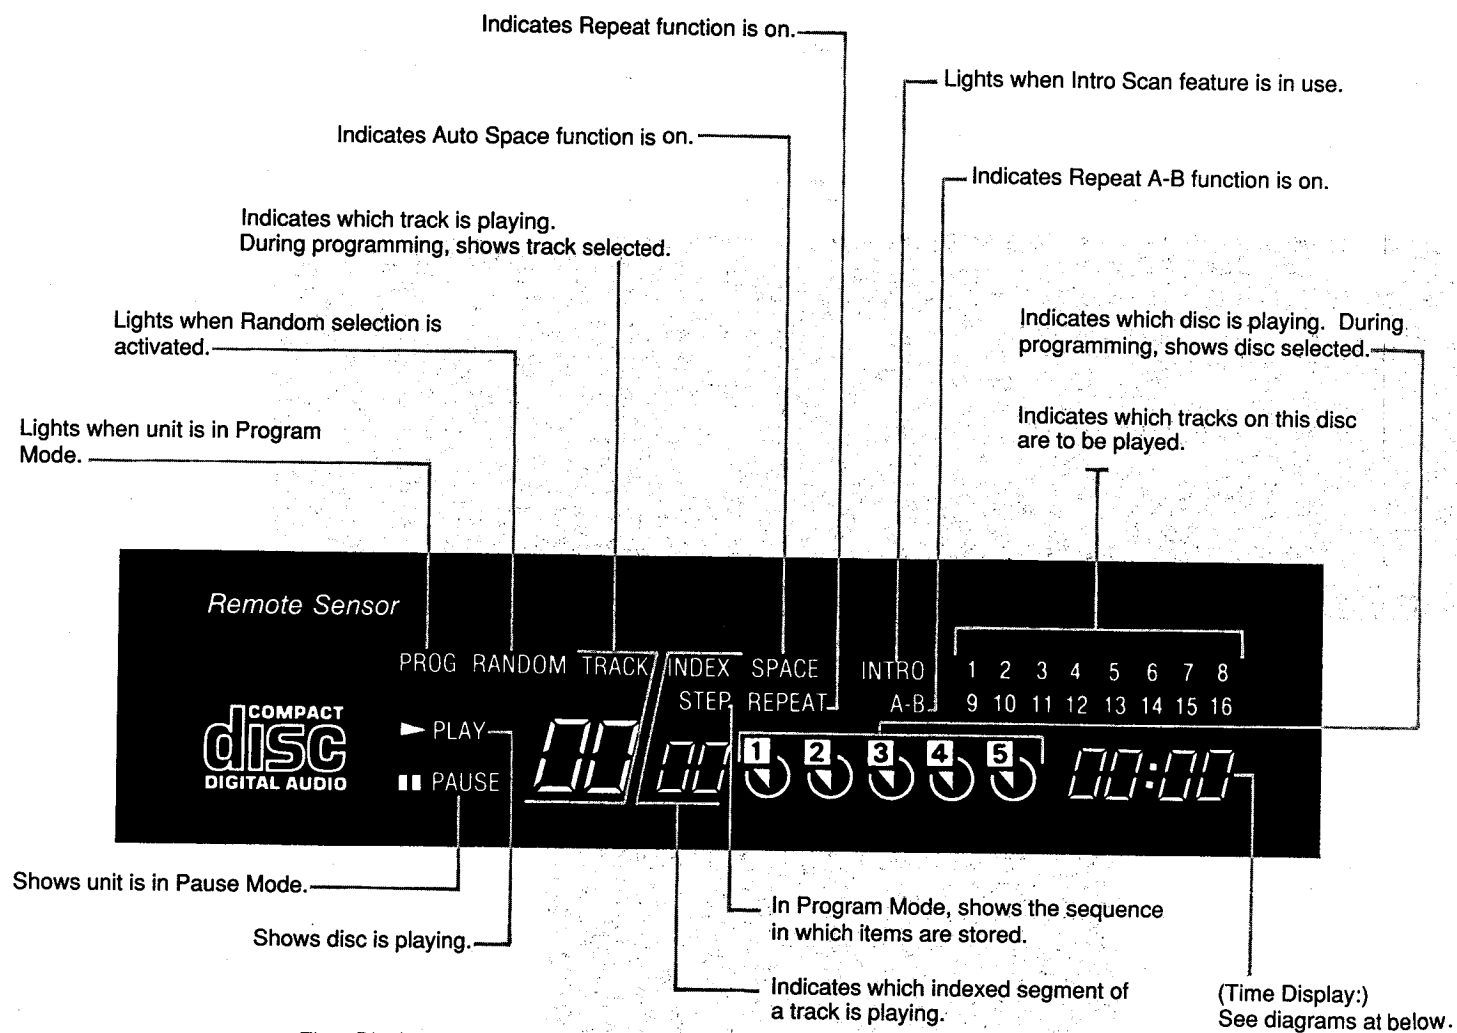 Indicates Repeat function is on.
Lights when Intro Scan feature is in use.
Indicates Auto Space function is on.
Indicates Repeat A-B function is on.
Indicates which track is playing.
During programming, shows track selected.
Lights when Random selection is
activated.
Indicates which disc is playing. During
programming, shows disc selected.
Lights when unit is in Program
Mode.
Indicates which tracks on this disc
are to be played.
Remote Sensor
PROG RANDOM TRACK INDEX SPACE INTRO 1 2 3 4 5 6 7 8
STEP REPEAT A-B 9 10 11 12 13 14 15 16
COMPACT
disc
DIGITAL AUDIO
► PLAY
▮▮ PAUSE
00 00 1 2 3 4 5 00:00
Shows unit is in Pause Mode.
Shows disc is playing.
In Program Mode, shows the sequence
in which items are stored.
Indicates which indexed segment of
a track is playing.
(Time Display:)
See diagrams at below.